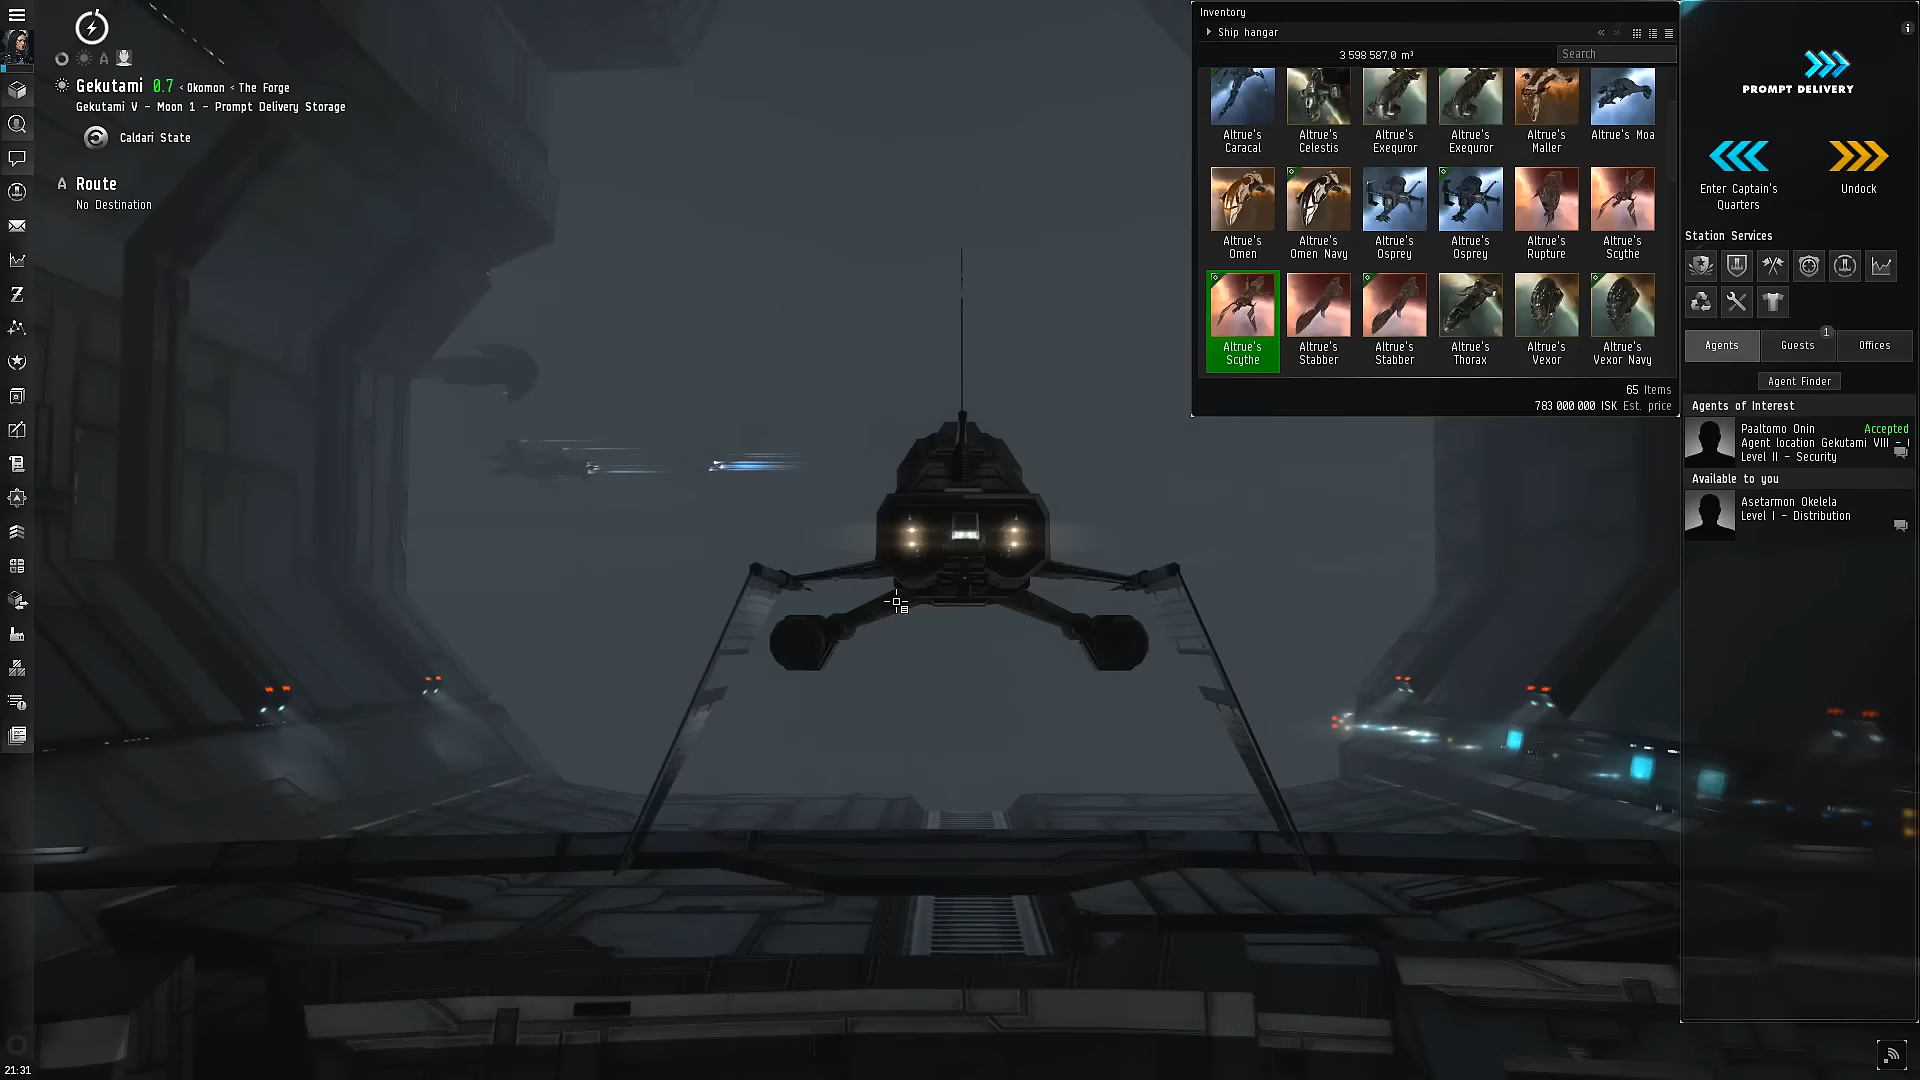 Gekutami 0.7 < Okomon < The Forge
Gekutami V - Moon 1 - Prompt Delivery Storage
Caldari State
Route
No Destination
21:31
Inventory
Ship hangar
3 598 587,0 m³
Search
Altrue's Caracal
Altrue's Celestis
Altrue's Exequror
Altrue's Exequror
Altrue's Maller
Altrue's Moa
Altrue's Omen
Altrue's Omen Navy
Altrue's Osprey
Altrue's Osprey
Altrue's Rupture
Altrue's Scythe
Altrue's Scythe
Altrue's Stabber
Altrue's Stabber
Altrue's Thorax
Altrue's Vexor
Altrue's Vexor Navy
65 Items
783 000 000 ISK Est. price
PROMPT DELIVERY
Enter Captain's Quarters
Undock
Station Services
Agents
Guests
1
Offices
Agent Finder
Agents of Interest
Paaltomo Onin Accepted
Agent location Gekutami VIII -
Level II - Security
Available to you
Asetarmon Okelela
Level I - Distribution